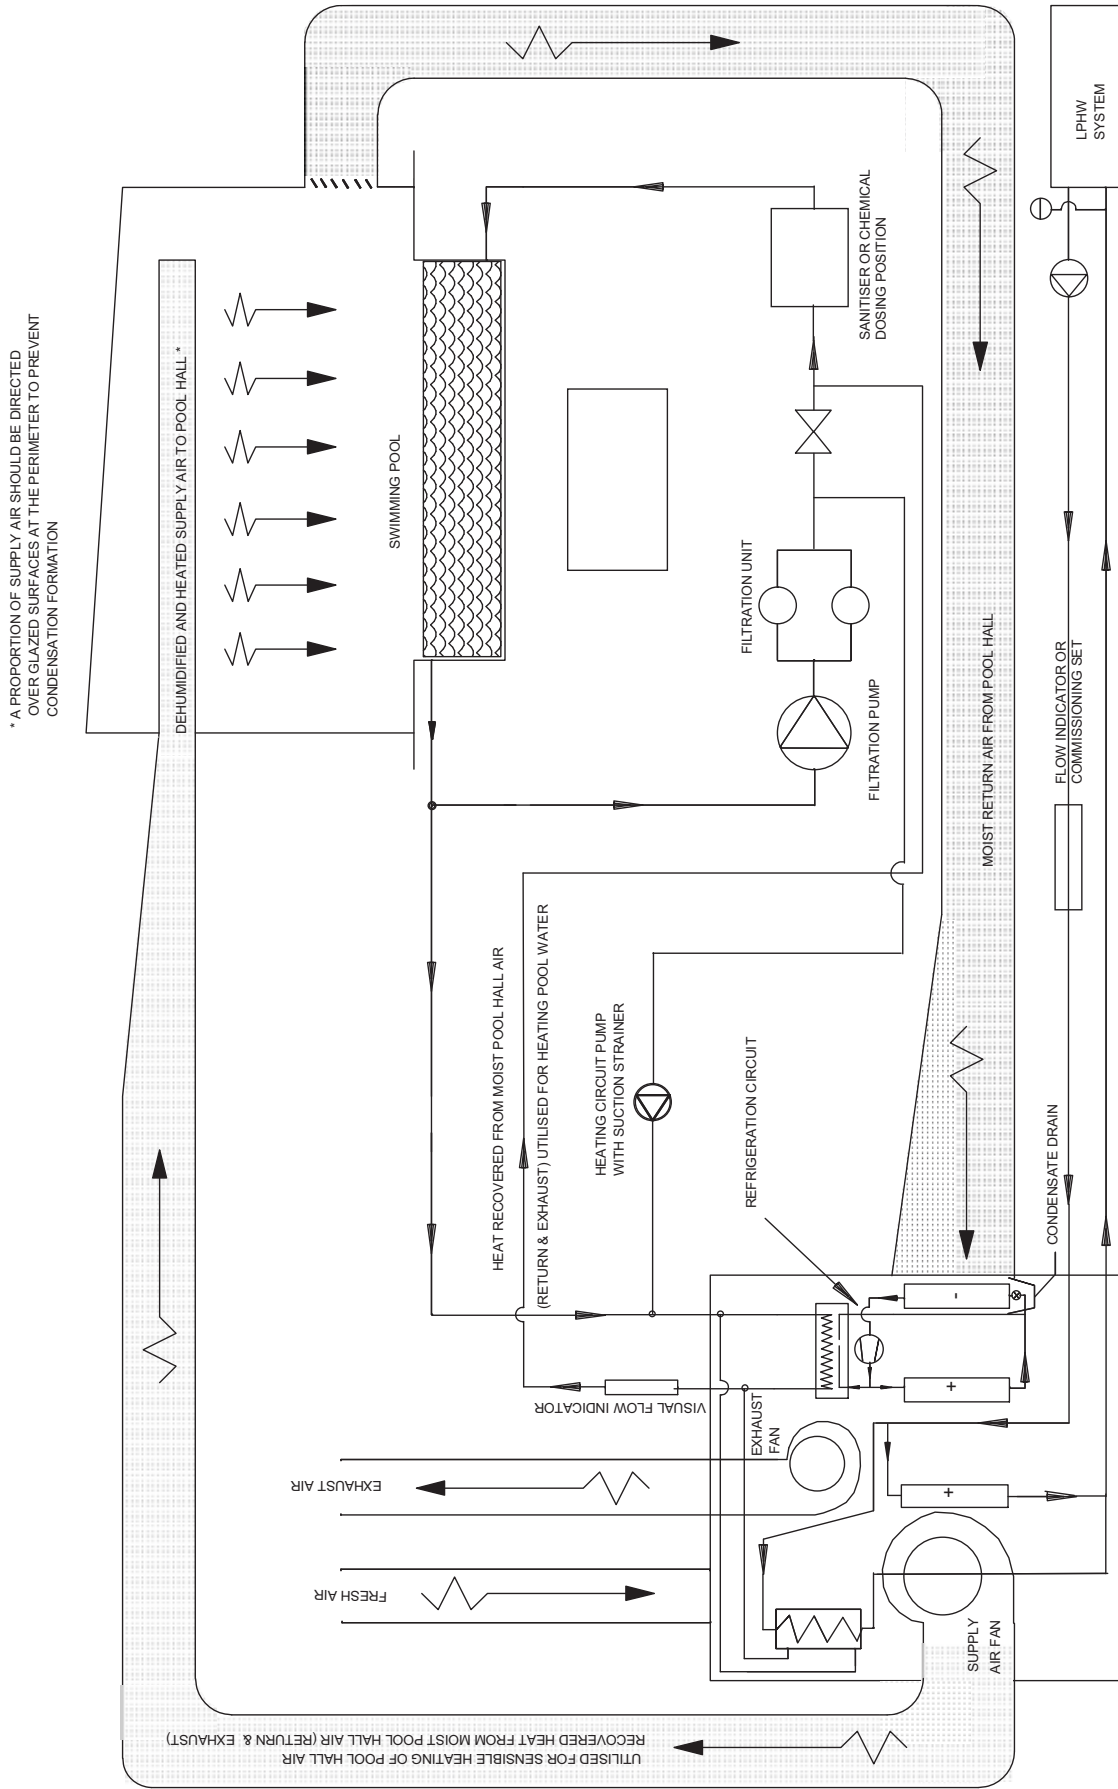 * A PROPORTION OF SUPPLY AIR SHOULD BE DIRECTED
OVER GLAZED SURFACES AT THE PERIMETER TO PREVENT
CONDENSATION FORMATION
DEHUMIDIFIED AND HEATED SUPPLY AIR TO POOL HALL *
SWIMMING POOL
SANITISER OR CHEMICAL
DOSING POSITION
LPHW
SYSTEM
FILTRATION UNIT
FILTRATION PUMP
MOIST RETURN AIR FROM POOL HALL
FLOW INDICATOR OR
COMMISSIONING SET
HEAT RECOVERED FROM MOIST POOL HALL AIR
(RETURN & EXHAUST) UTILISED FOR HEATING POOL WATER
HEATING CIRCUIT PUMP
WITH SUCTION STRAINER
REFRIGERATION CIRCUIT
CONDENSATE DRAIN
VISUAL FLOW INDICATOR
EXHAUST
FAN
-
+
+
EXHAUST AIR
FRESH AIR
SUPPLY
AIR FAN
UTILISED FOR SENSIBLE HEATING OF POOL HALL AIR
RECOVERED HEAT FROM MOIST POOL HALL AIR (RETURN & EXHAUST)